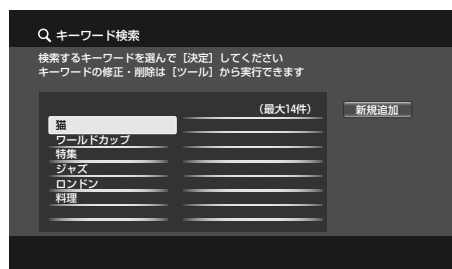 キーワード検索
検索するキーワードを選んで［決定］してください
キーワードの修正・削除は［ツール］から実行できます
（最大14件）
新規追加
猫
ワールドカップ
特集
ジャズ
ロンドン
料理